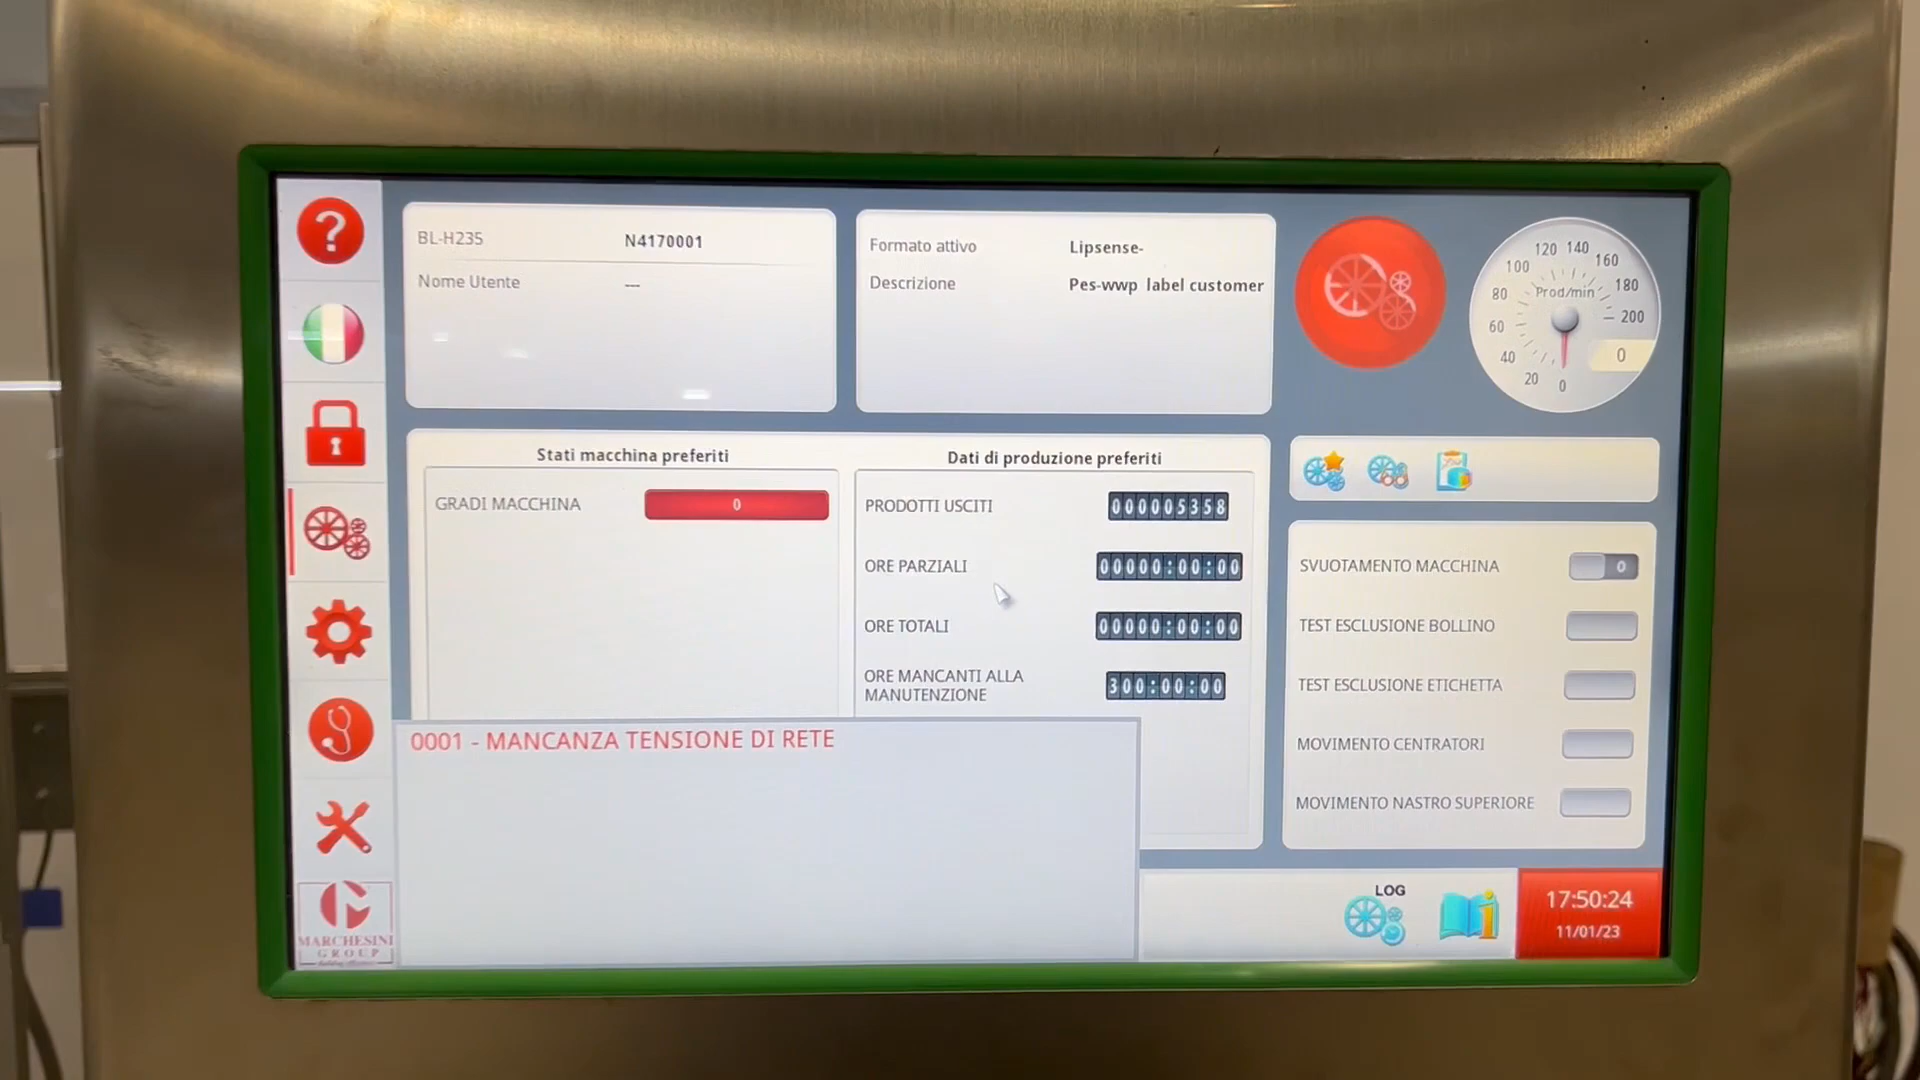 ?
BL-H235 N4170001
Nome Utente ---
Formato attivo Lipsense-
Descrizione Pes-wwp label customer
0 20 40 60 80 100 120 140 160 180 200
Prod/min
0
Stati macchina preferiti
GRADI MACCHINA 0
Dati di produzione preferiti
PRODOTTI USCITI 000005358
ORE PARZIALI 00000:00:00
ORE TOTALI 00000:00:00
ORE MANCANTI ALLA
MANUTENZIONE 300:00:00
SVUOTAMENTO MACCHINA 0
TEST ESCLUSIONE BOLLINO
TEST ESCLUSIONE ETICHETTA
MOVIMENTO CENTRATORI
MOVIMENTO NASTRO SUPERIORE
0001 - MANCANZA TENSIONE DI RETE
MARCHESINI
GROUP
LOG
17:50:24
11/01/23